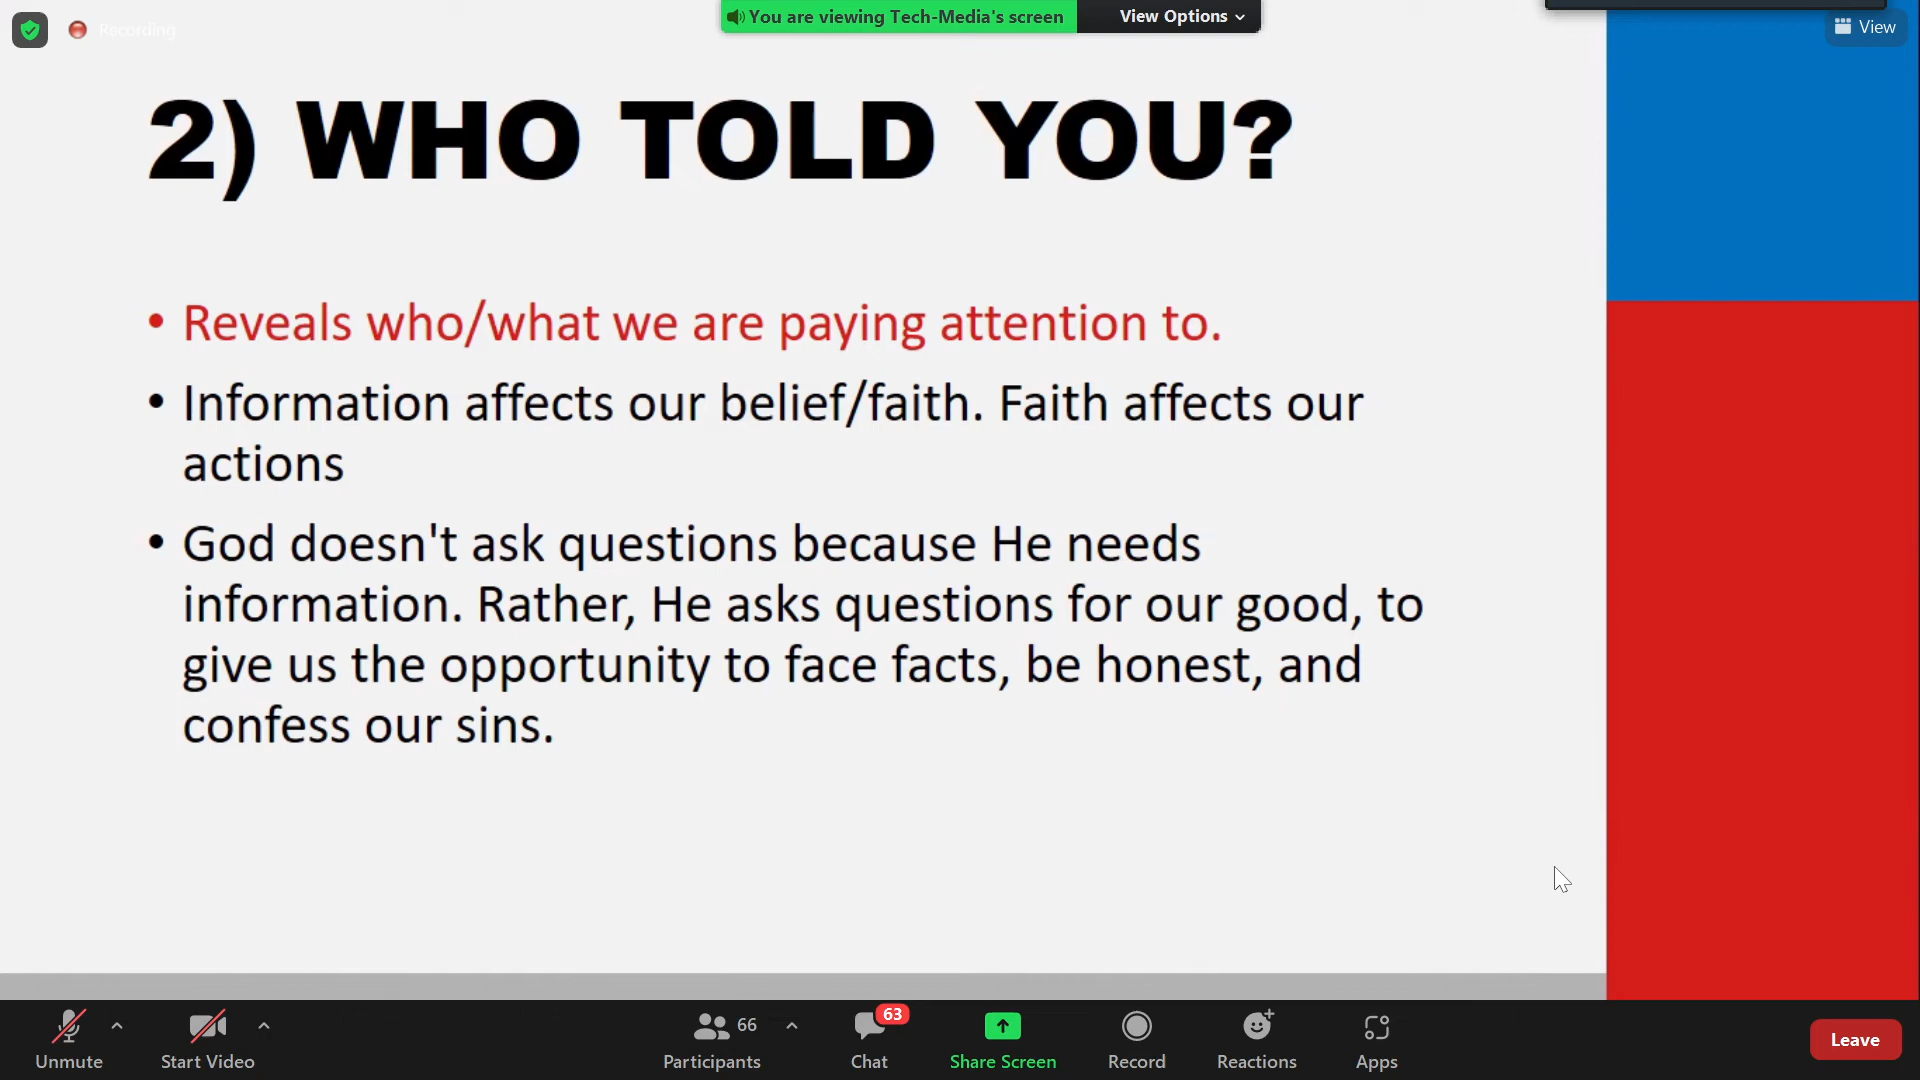 Recording
You are viewing Tech-Media's screen
View Options
View
2) WHO TOLD YOU?
• Reveals who/what we are paying attention to.
• Information affects our belief/faith. Faith affects our
actions
• God doesn't ask questions because He needs
information. Rather, He asks questions for our good, to
give us the opportunity to face facts, be honest, and
confess our sins.
66
63
Unmute
Start Video
Participants
Chat
Share Screen
Record
Reactions
Apps
Leave